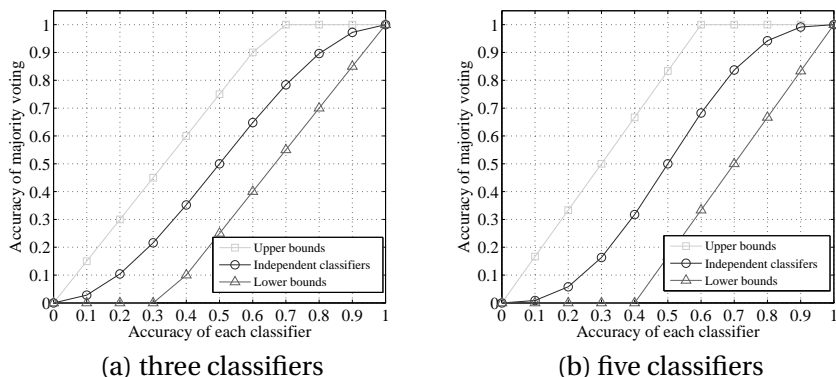 Accuracy of majority voting
1
0.9
0.8
0.7
0.6
0.5
0.4
0.3
0.2
0.1
0
Upper bounds
Independent classifiers
Lower bounds
0 0.1 0.2 0.3 0.4 0.5 0.6 0.7 0.8 0.9 1
Accuracy of each classifier
(a) three classifiers
Accuracy of majority voting
1
0.9
0.8
0.7
0.6
0.5
0.4
0.3
0.2
0.1
0
Upper bounds
Independent classifers
Lower bounds
0 0.1 0.2 0.3 0.4 0.5 0.6 0.7 0.8 0.9 1
Accuracy of each classifier
(b) five classifiers